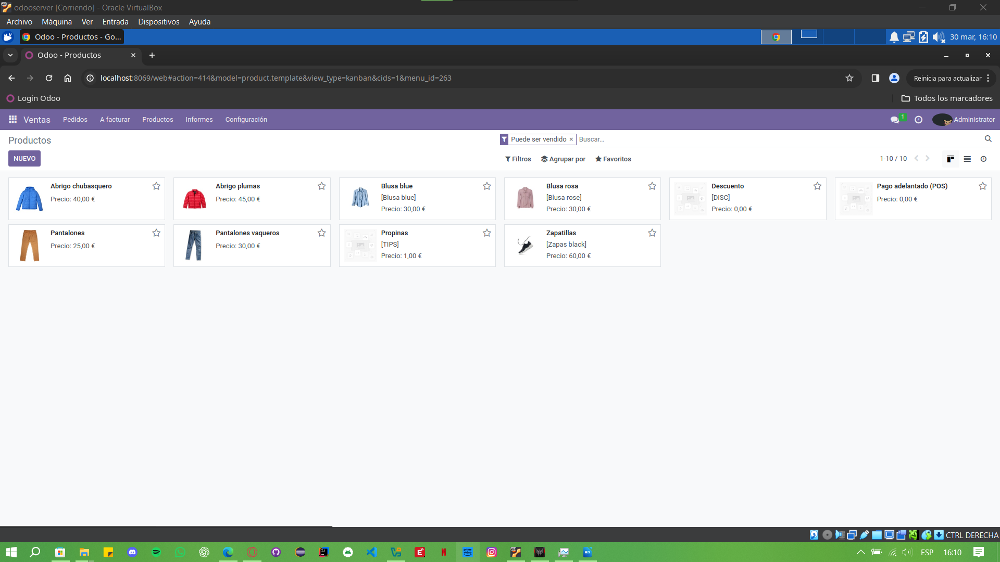 odooserver [Corriendo] - Oracle VirtualBox
Archivo Máquina Ver Entrada Dispositivos Ayuda
Odoo - Productos - Go...
30 mar, 16:10
Odoo - Productos
localhost:8069/web#action=414&model=product.template&view_type=kanban&cids=1&menu_id=263
Reinicia para actualizar
Login Odoo
Todos los marcadores
Ventas Pedidos A facturar Productos Informes Configuración
1
Administrator
Productos
Puede ser vendido ×
Buscar...
NUEVO
Filtros Agrupar por Favoritos
1-10 / 10
Abrigo chubasquero
Precio: 40,00 €
Abrigo plumas
Precio: 45,00 €
Blusa blue
[Blusa blue]
Precio: 30,00 €
Blusa rosa
[Blusa rose]
Precio: 30,00 €
Descuento
[DISC]
Precio: 0,00 €
Pago adelantado (POS)
Precio: 0,00 €
Pantalones
Precio: 25,00 €
Pantalones vaqueros
Precio: 30,00 €
Propinas
[TIPS]
Precio: 1,00 €
Zapatillas
[Zapas black]
Precio: 60,00 €
CTRL DERECHA
ESP
16:10